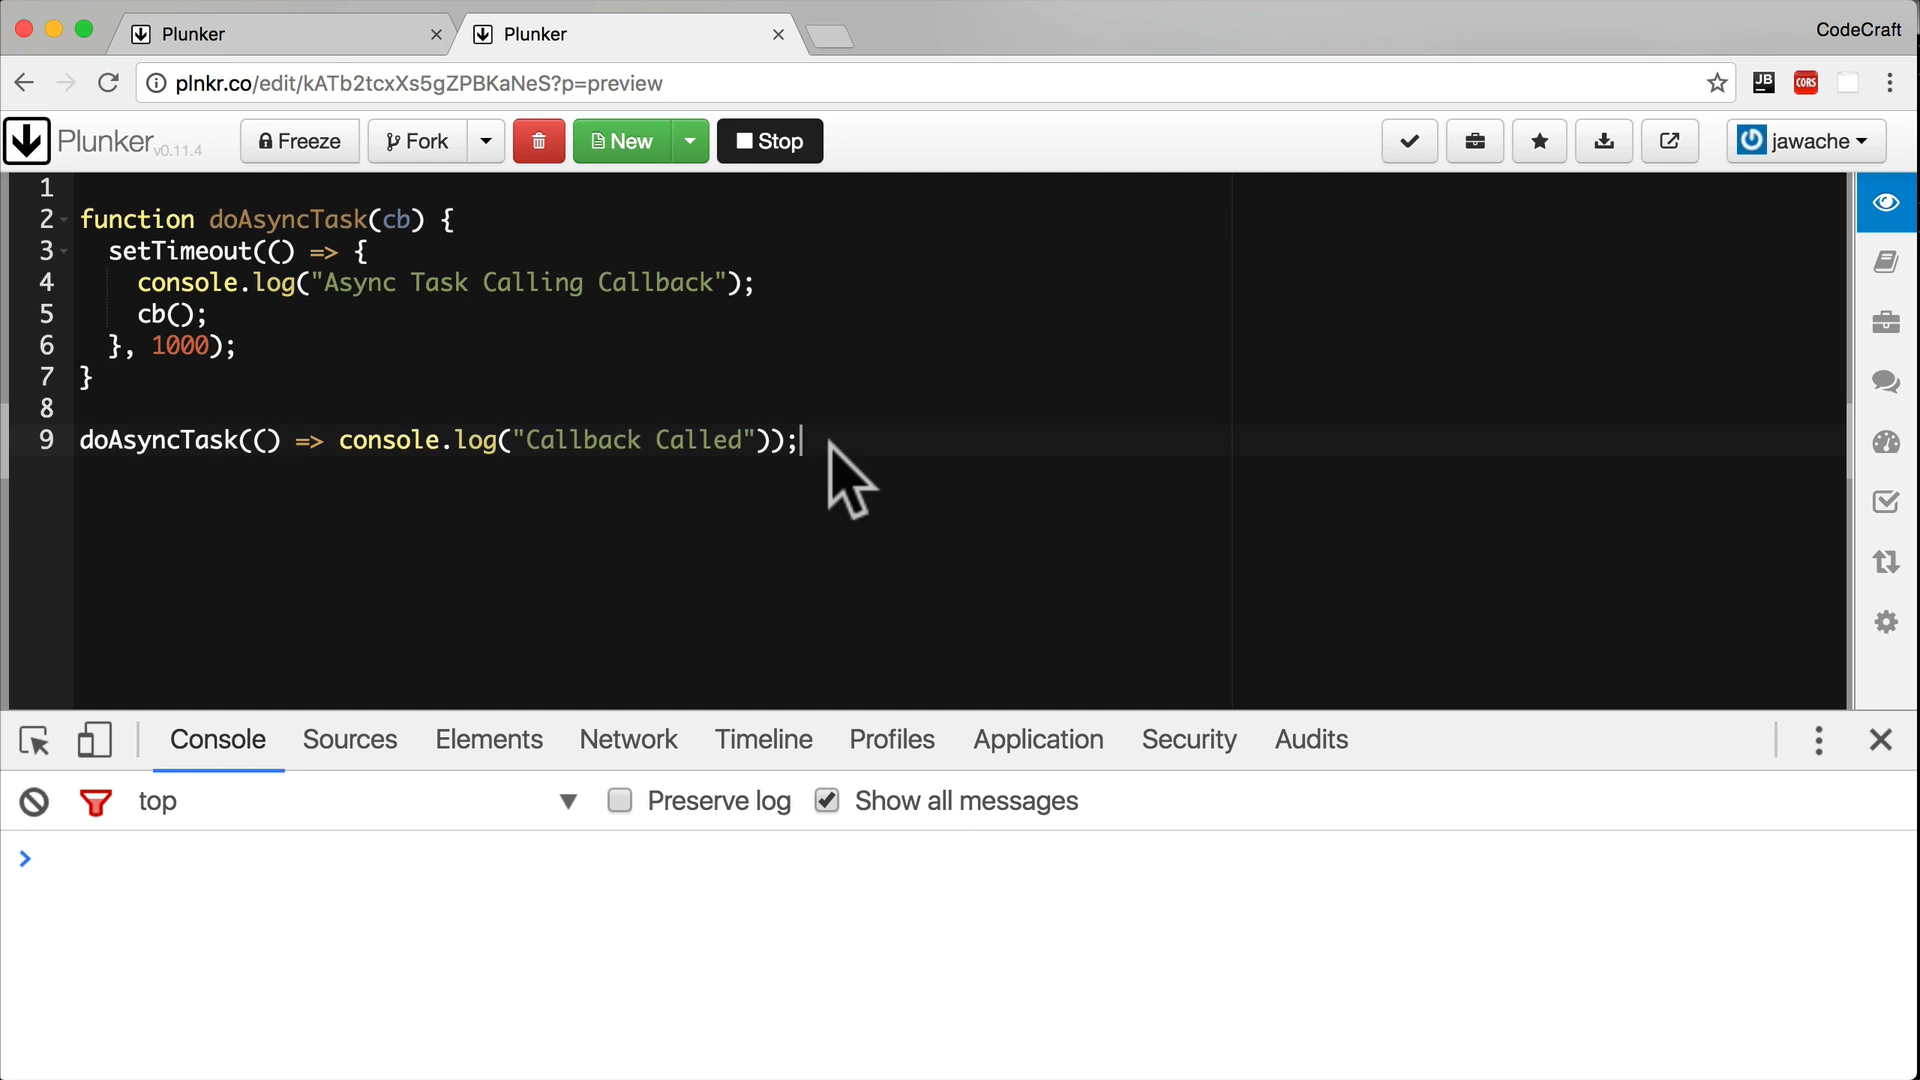 Plunker
Plunker
CodeCraft
plnkr.co/edit/kATb2tcxXs5gZPBKaNeS?p=preview
JB
CORS
Plunker v0.11.4
Freeze
Fork
New
Stop
jawache
1
2 function doAsyncTask(cb) {
3 setTimeout(() => {
4 console.log("Async Task Calling Callback");
5 cb();
6 }, 1000);
7 }
8
9 doAsyncTask(() => console.log("Callback Called"));
Console Sources Elements Network Timeline Profiles Application Security Audits
top Preserve log Show all messages
>